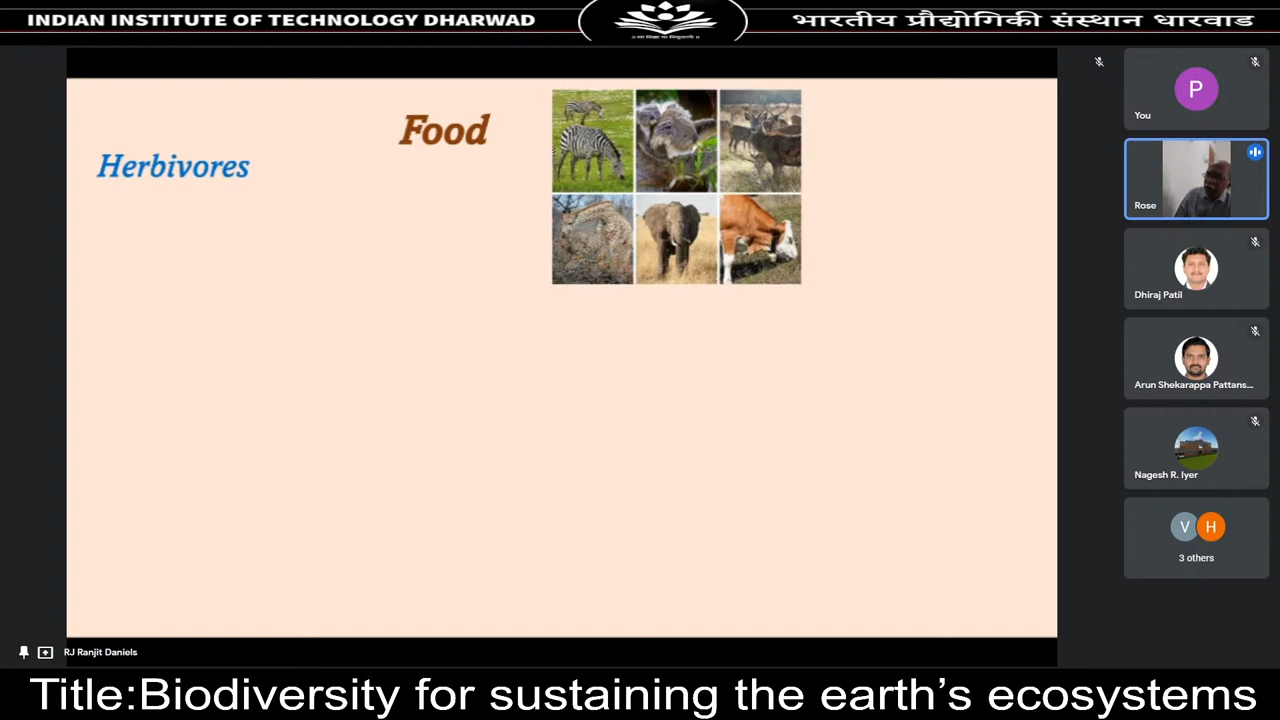 INDIAN INSTITUTE OF TECHNOLOGY DHARWAD
भारतीय प्रौद्योगिकी संस्थान धारवाड
Food
Herbivores
P
You
Rose
Dhiraj Patil
Arun Shekarappa Pattans...
Nagesh R. Iyer
V H
3 others
RJ Ranjit Daniels
Title:Biodiversity for sustaining the earth's ecosystems